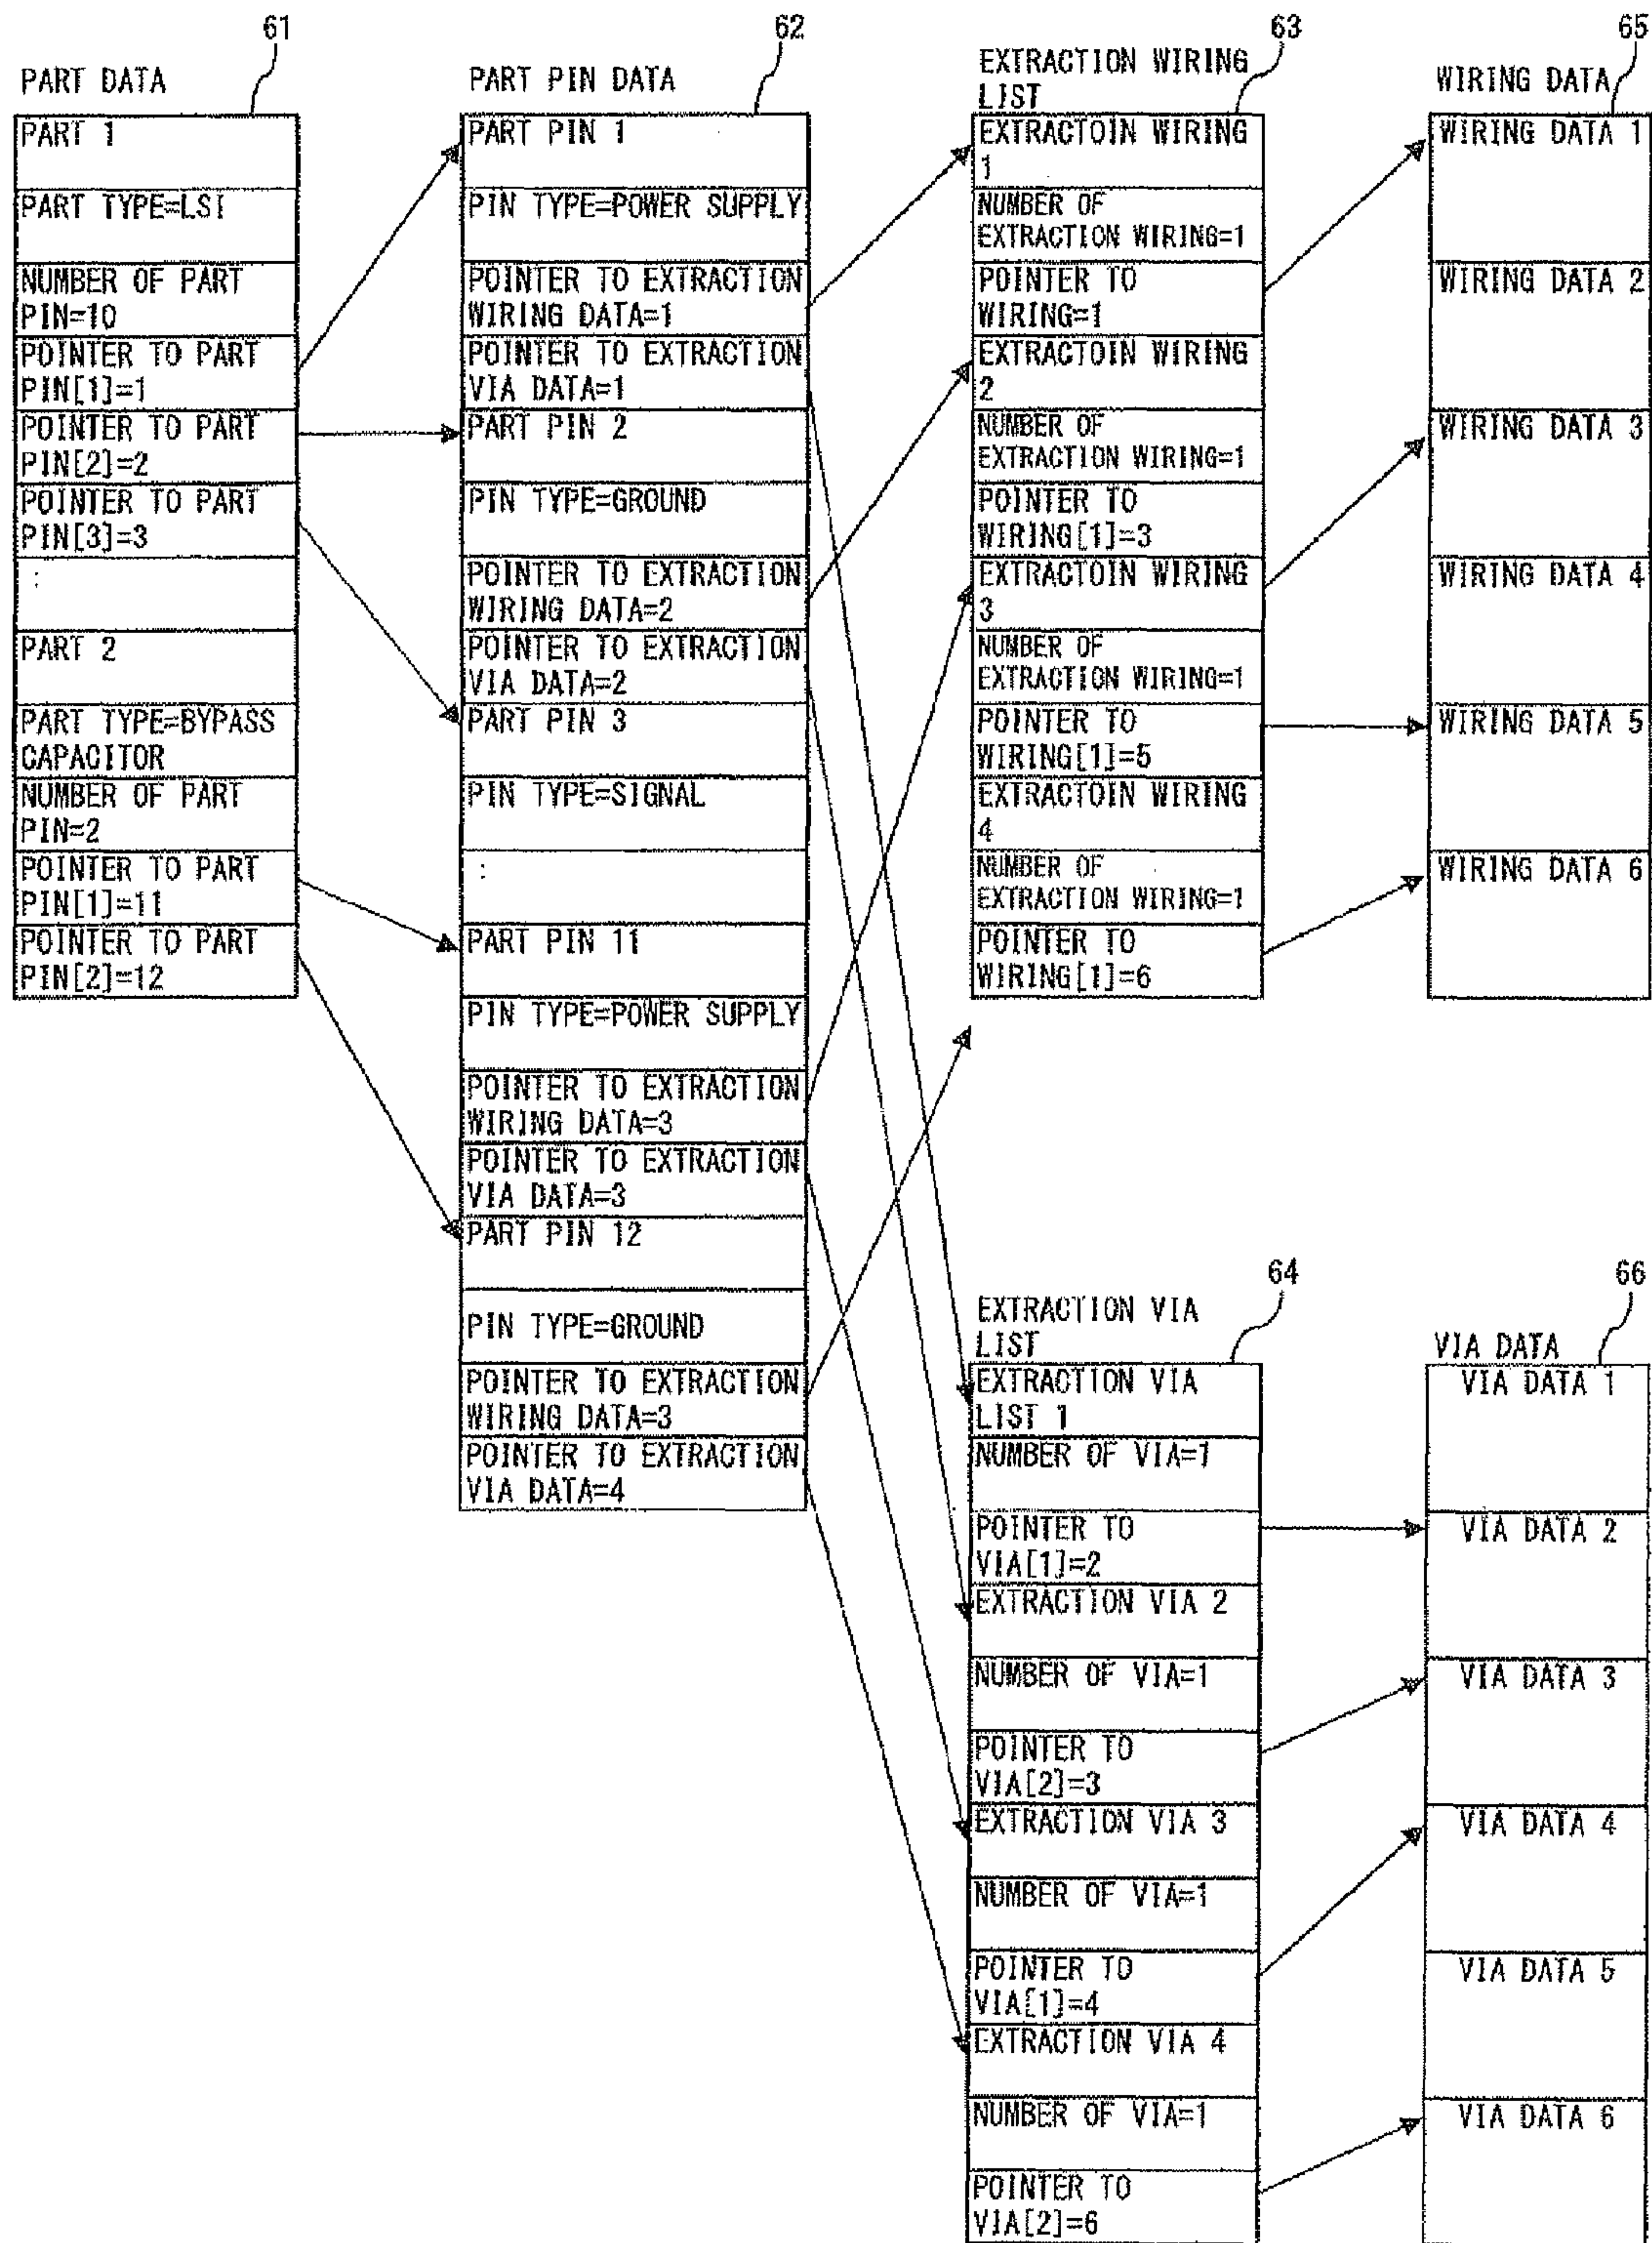 61
PART DATA
PART 1
PART TYPE=LSI
NUMBER OF PART
PIN=10
POINTER TO PART
PIN[1]=1
POINTER TO PART
PIN[2]=2
POINTER TO PART
PIN[3]=3
:
PART 2
PART TYPE=BYPASS
CAPACITOR
NUMBER OF PART
PIN=2
POINTER TO PART
PIN[1]=11
POINTER TO PART
PIN[2]=12
62
PART PIN DATA
PART PIN 1
PIN TYPE=POWER SUPPLY
POINTER TO EXTRACTION
WIRING DATA=1
POINTER TO EXTRACTION
VIA DATA=1
PART PIN 2
PIN TYPE=GROUND
POINTER TO EXTRACTION
WIRING DATA=2
POINTER TO EXTRACTION
VIA DATA=2
PART PIN 3
PIN TYPE=SIGNAL
:
PART PIN 11
PIN TYPE=POWER SUPPLY
POINTER TO EXTRACTION
WIRING DATA=3
POINTER TO EXTRACTION
VIA DATA=3
PART PIN 12
PIN TYPE=GROUND
POINTER TO EXTRACTION
WIRING DATA=3
POINTER TO EXTRACTION
VIA DATA=4
63
EXTRACTION WIRING
LIST
EXTRACTOIN WIRING
1
NUMBER OF
EXTRACTION WIRING=1
POINTER TO
WIRING=1
EXTRACTOIN WIRING
2
NUMBER OF
EXTRACTION WIRING=1
POINTER TO
WIRING[1]=3
EXTRACTOIN WIRING
3
NUMBER OF
EXTRACTION WIRING=1
POINTER TO
WIRING[1]=5
EXTRACTOIN WIRING
4
NUMBER OF
EXTRACTION WIRING=1
POINTER TO
WIRING[1]=6
65
WIRING DATA
WIRING DATA 1
WIRING DATA 2
WIRING DATA 3
WIRING DATA 4
WIRING DATA 5
WIRING DATA 6
64
EXTRACTION VIA
LIST
EXTRACTION VIA
LIST 1
NUMBER OF VIA=1
POINTER TO
VIA[1]=2
EXTRACTION VIA 2
NUMBER OF VIA=1
POINTER TO
VIA[2]=3
EXTRACTION VIA 3
NUMBER OF VIA=1
POINTER TO
VIA[1]=4
EXTRACTION VIA 4
NUMBER OF VIA=1
POINTER TO
VIA[2]=6
66
VIA DATA
VIA DATA 1
VIA DATA 2
VIA DATA 3
VIA DATA 4
VIA DATA 5
VIA DATA 6